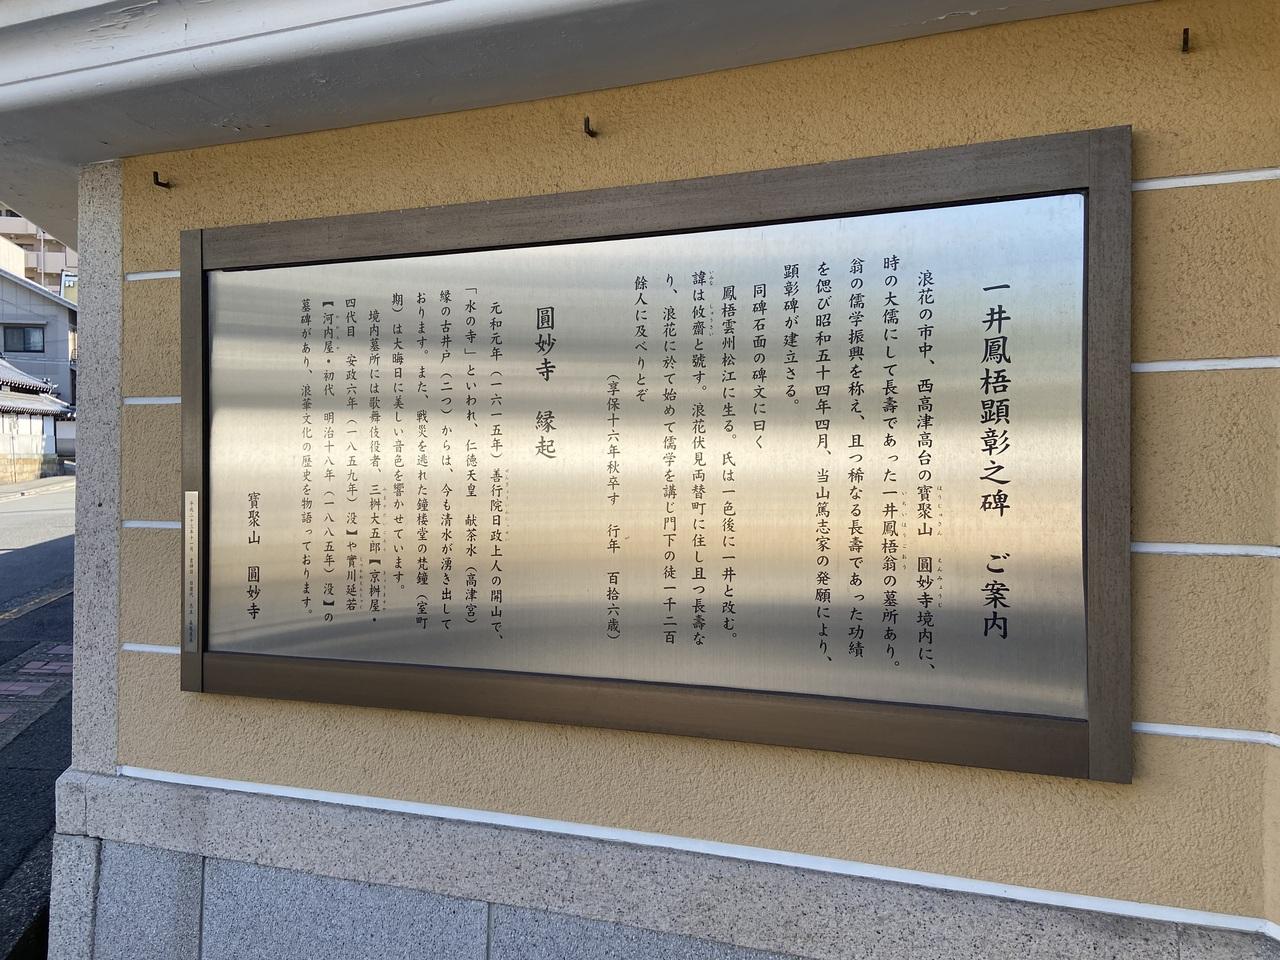 一井鳳梧顕彰之碑　ご案内
浪花の市中、西高津高台の寶聚山　圓妙寺境内に、
時の大儒にして長壽であった一井鳳梧翁の墓所あり。
翁の儒学振興を称え、且つ稀なる長壽であった功績
を偲び昭和五十四年四月、当山篤志家の発願により、
顕彰碑が建立さる。
同碑石面の碑文に曰く
鳳梧雲州松江に生る。氏は一色後に一井と改む。
諱は攸齋と號す。浪花伏見両替町に住し且つ長壽な
り、浪花に於て始めて儒学を講じ門下の徒一千二百
餘人に及べりとぞ
（享保十六年秋卒す　行年　百拾六歳）
圓妙寺　縁起
元和元年（一六一五年）善行院日政上人の開山で、
「水の寺」といわれ、仁徳天皇　献茶水（高津宮）
縁の古井戸（二つ）からは、今も清水が湧き出して
おります。また、戦災を逃れた鐘楼堂の梵鐘（室町
期）は大晦日に美しい音色を響かせています。
境内墓所には歌舞伎役者、三桝大五郎【京桝屋・
四代目　安政六年（一八五九年）没】や實川延若
【河内屋・初代　明治十八年（一八八五年）没】の
墓碑があり、浪華文化の歴史を物語っております。
寶聚山　圓妙寺